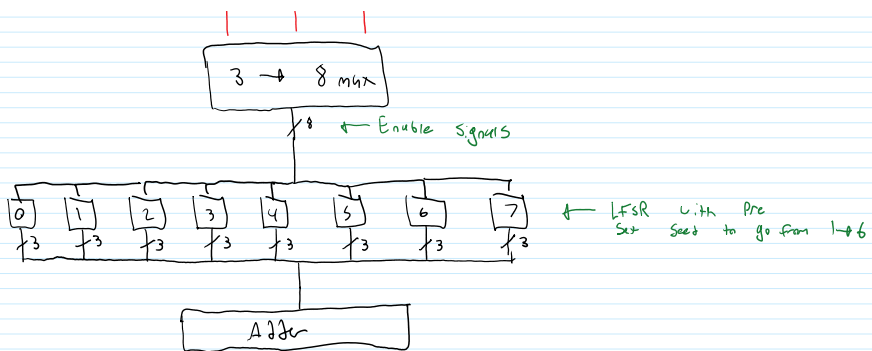 3 → 8 mux
8 ← Enable signals
0 1 2 3 4 5 6 7
← LFSR with Pre
Set Seed to go from 1→6
3 3 3 3 3 3 3 3
Adder